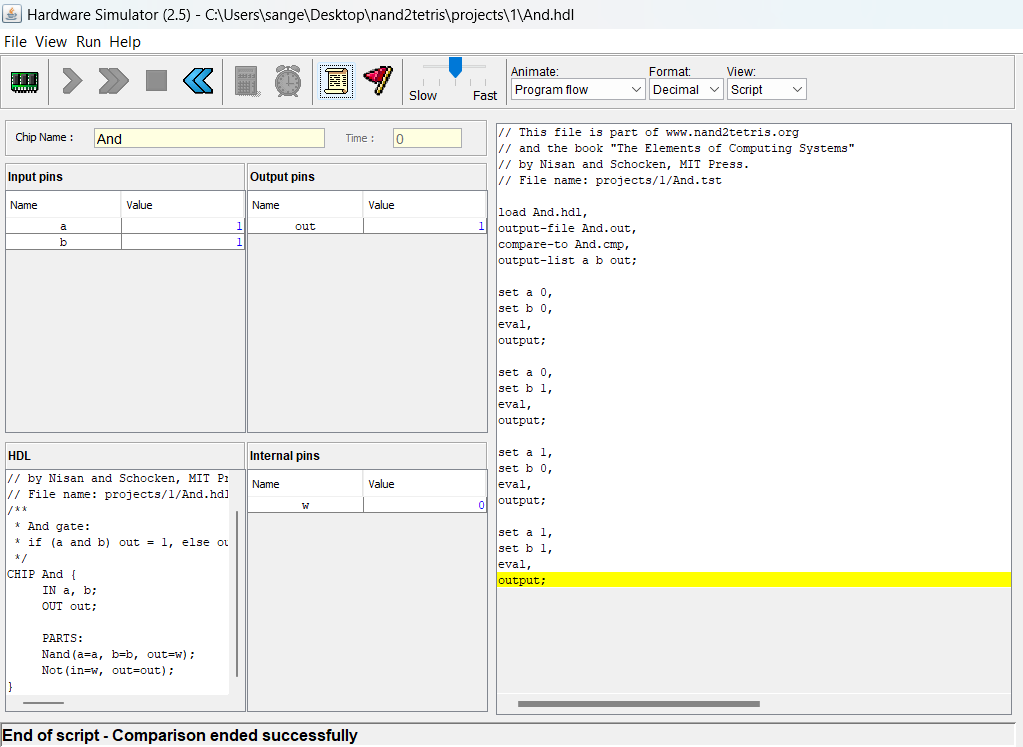 Hardware Simulator (2.5) - C:\Users\sange\Desktop\nand2tetris\projects\1\And.hdl
File View Run Help
Slow Fast
Animate: Format: View:
Program flow Decimal Script
Chip Name : And Time : 0
Input pins
Name Value
a 1
b 1
Output pins
Name Value
out 1
HDL
// by Nisan and Schocken, MIT Pr
// File name: projects/1/And.hdl
/**
* And gate:
* if (a and b) out = 1, else ou
*/
CHIP And {
IN a, b;
OUT out;
PARTS:
Nand(a=a, b=b, out=w);
Not(in=w, out=out);
}
Internal pins
Name Value
w 0
// This file is part of www.nand2tetris.org
// and the book "The Elements of Computing Systems"
// by Nisan and Schocken, MIT Press.
// File name: projects/1/And.tst
load And.hdl,
output-file And.out,
compare-to And.cmp,
output-list a b out;
set a 0,
set b 0,
eval,
output;
set a 0,
set b 1,
eval,
output;
set a 1,
set b 0,
eval,
output;
set a 1,
set b 1,
eval,
output;
End of script - Comparison ended successfully